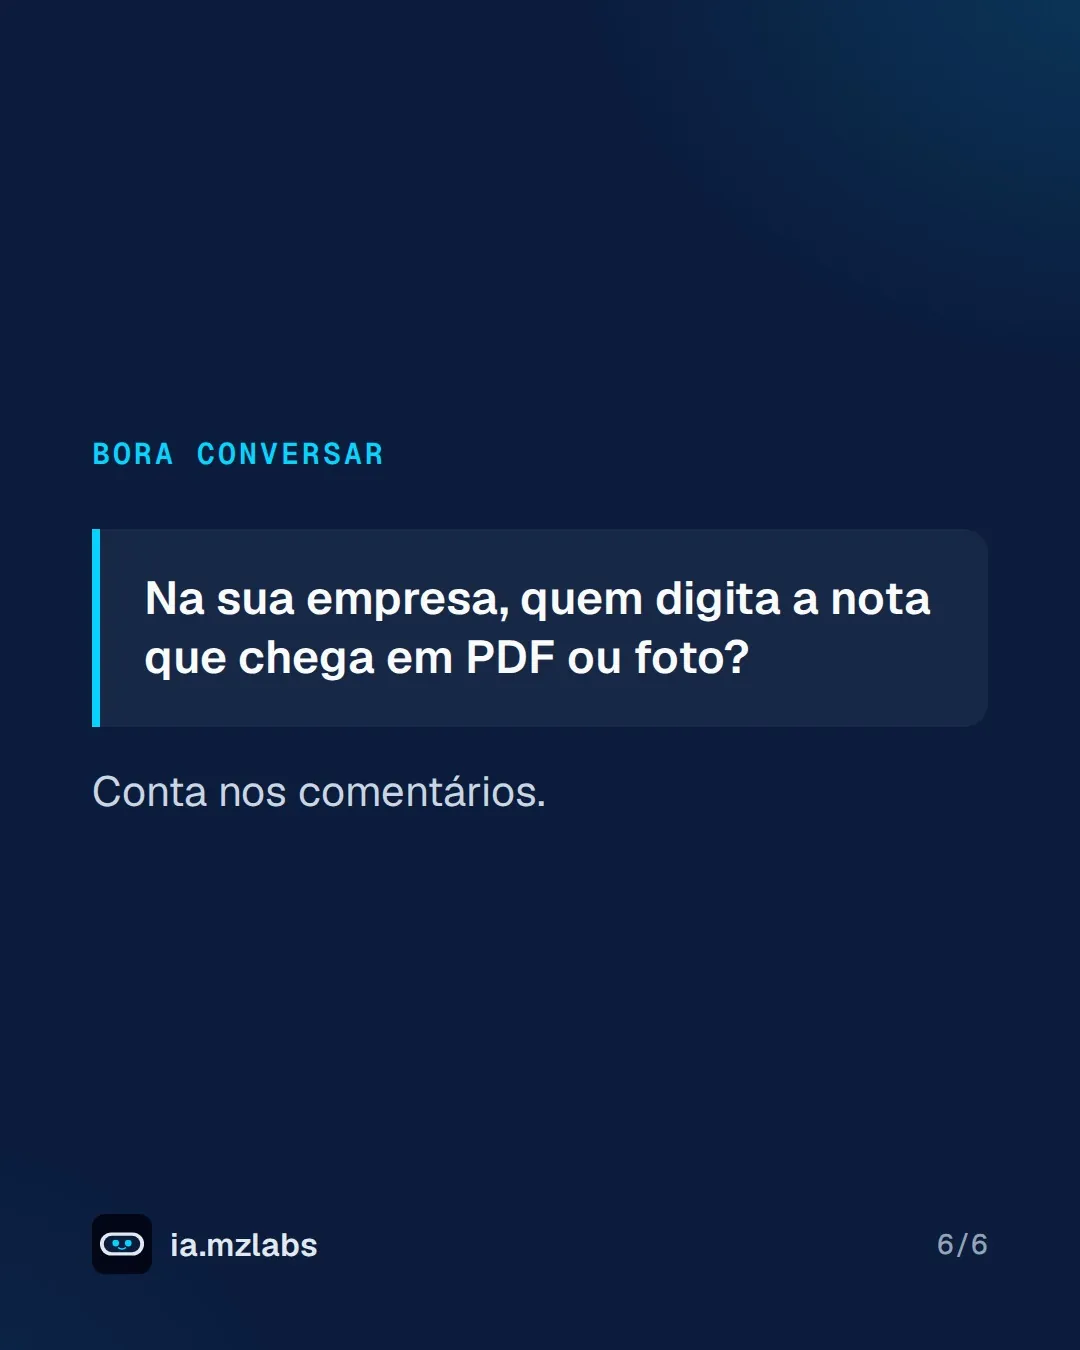 BORA CONVERSAR
Na sua empresa, quem digita a nota
que chega em PDF ou foto?
Conta nos comentários.
ia.mzlabs
6/6